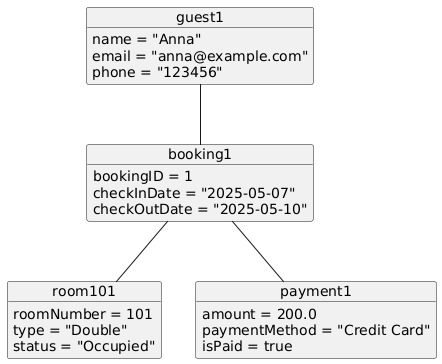 guest1
name = "Anna"
email = "anna@example.com"
phone = "123456"
booking1
bookingID = 1
checkInDate = "2025-05-07"
checkOutDate = "2025-05-10"
room101
roomNumber = 101
type = "Double"
status = "Occupied"
payment1
amount = 200.0
paymentMethod = "Credit Card"
isPaid = true